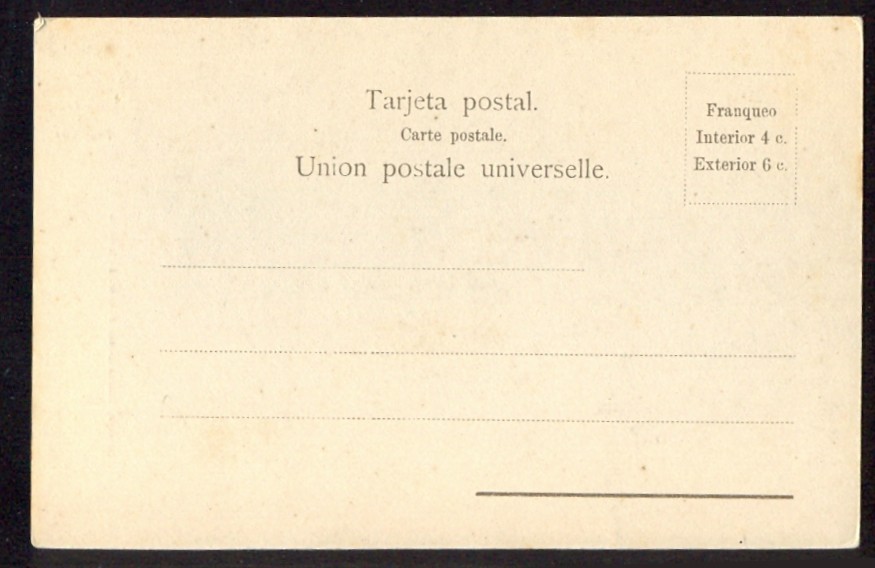 Tarjeta postal.
Carte postale.
Union postale universelle.
Franqueo
Interior 4 c.
Exterior 6 c.